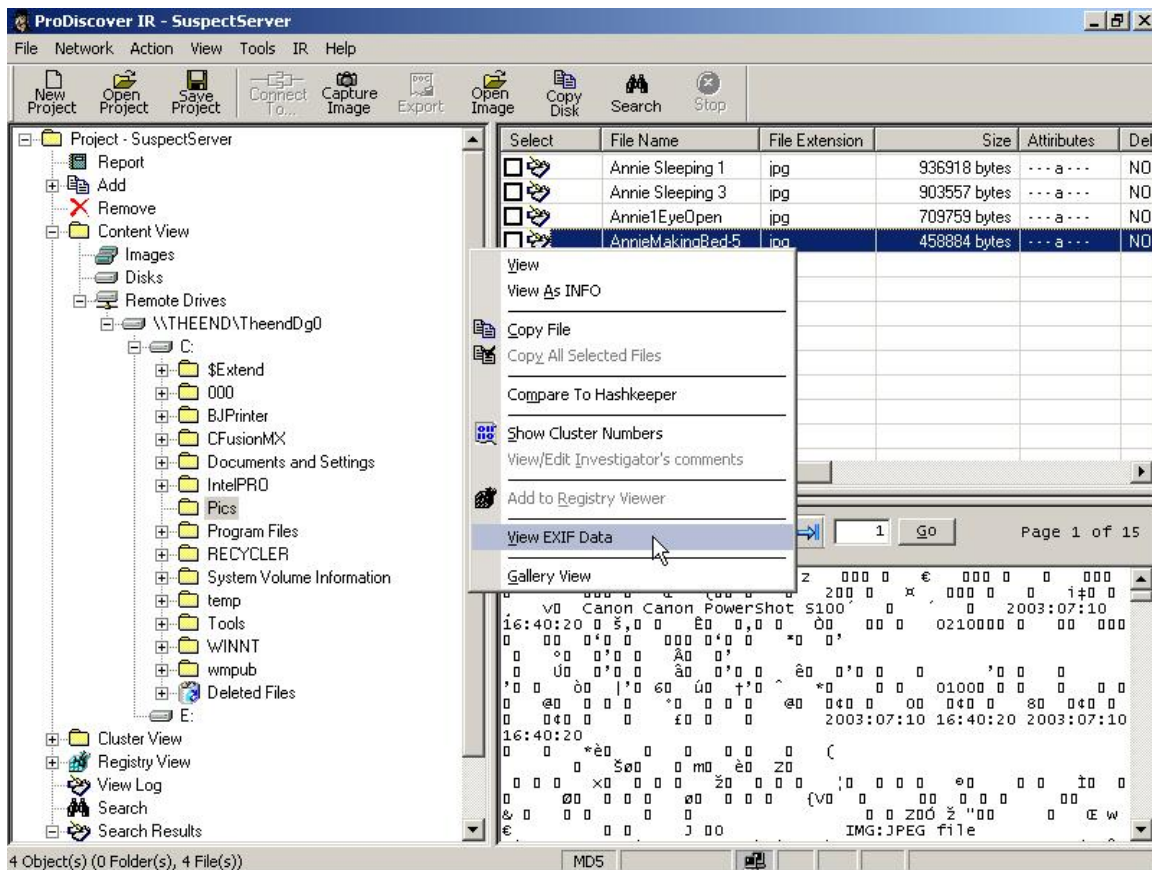 ProDiscover IR - SuspectServer
File Network Action View Tools IR Help
New Project
Open Project
Save Project
Connect To...
Capture Image
Export
Open Image
Copy Disk
Search
Stop
Project - SuspectServer
Report
Add
Remove
Content View
Images
Disks
Remote Drives
\\THEEND\TheendDg0
C:
$Extend
000
BJPrinter
CFusionMX
Documents and Settings
IntelPRO
Pics
Program Files
RECYCLER
System Volume Information
temp
Tools
WINNT
wmpub
Deleted Files
E:
Cluster View
Registry View
View Log
Search
Search Results
Select File Name File Extension Size Attributes Del
Annie Sleeping 1 jpg 936918 bytes - - - a - - - NO
Annie Sleeping 3 jpg 903557 bytes - - - a - - - NO
Annie1EyeOpen jpg 709759 bytes - - - a - - - NO
AnnieMakingBed-5 jpg 458884 bytes - - - a - - - NO
View
View As INFO
Copy File
Copy All Selected Files
Compare To Hashkeeper
Show Cluster Numbers
View/Edit Investigator's comments
Add to Registry Viewer
View EXIF Data
Gallery View
1 Go Page 1 of 15
Canon Canon PowerShot S100 2003:07:10
16:40:20 0210000
01000
2003:07:10 16:40:20 2003:07:10
16:40:20
IMG:JPEG file
4 Object(s) (0 Folder(s), 4 File(s))
MD5